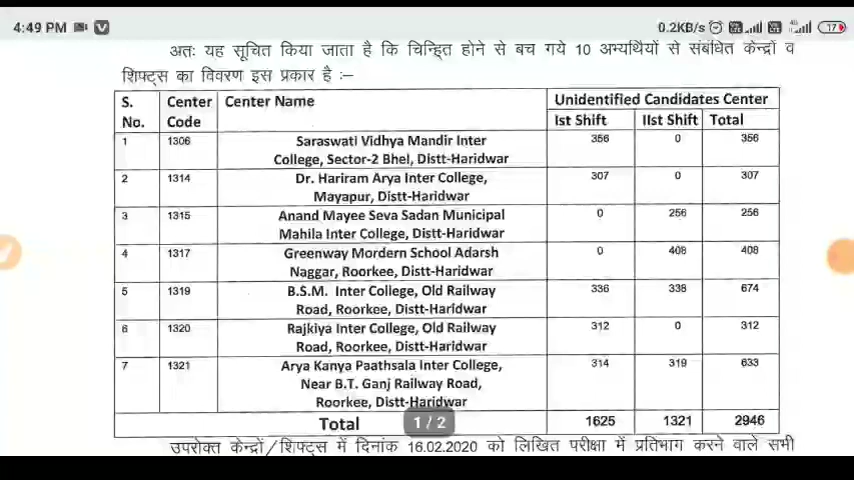 4:49 PM
0.2KB/s
17
अतः यह सूचित किया जाता है कि चिन्ह्ति होने से बच गये 10 अभ्यर्थियों से संबंधित केन्द्रों व
शिफ्ट्स का विवरण इस प्रकार है :–
S. No. Center Code Center Name Unidentified Candidates Center
Ist Shift IIst Shift Total
1 1306 Saraswati Vidhya Mandir Inter 356 0 356
College, Sector-2 Bhel, Distt-Haridwar
2 1314 Dr. Hariram Arya Inter College, 307 0 307
Mayapur, Distt-Haridwar
3 1315 Anand Mayee Seva Sadan Municipal 0 256 256
Mahila Inter College, Distt-Haridwar
4 1317 Greenway Mordern School Adarsh 0 408 408
Naggar, Roorkee, Distt-Haridwar
5 1319 B.S.M. Inter College, Old Railway 336 338 674
Road, Roorkee, Distt-Haridwar
6 1320 Rajkiya Inter College, Old Railway 312 0 312
Road, Roorkee, Distt-Haridwar
7 1321 Arya Kanya Paathsala Inter College, 314 319 633
Near B.T. Ganj Railway Road,
Roorkee, Distt-Haridwar
Total 1625 1321 2946
1 / 2
उपरोक्त केन्द्रों/शिफ्ट्स में दिनांक 16.02.2020 को लिखित परीक्षा में प्रतिभाग करने वाले सभी